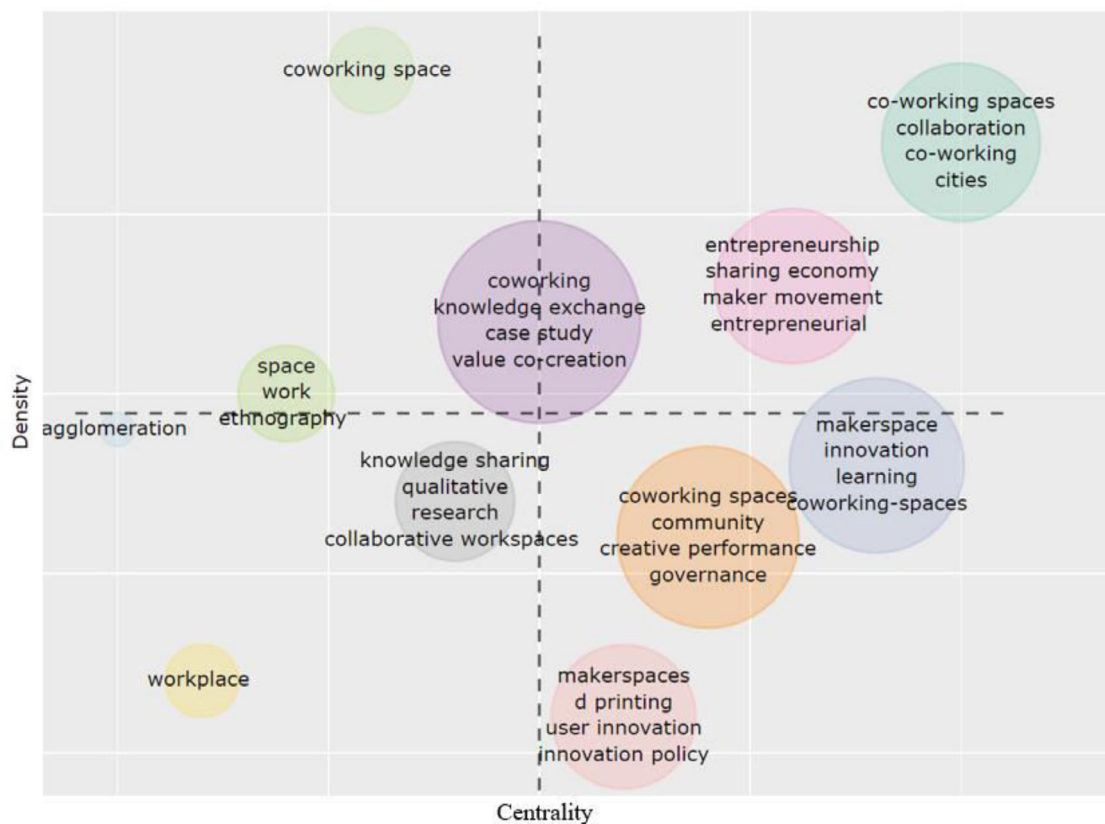 coworking space
co-working spaces
collaboration
co-working
cities
entrepreneurship
sharing economy
maker movement
entrepreneurial
coworking
knowledge exchange
case study
value co-creation
space
work
ethnography
agglomeration
makerspace
innovation
learning
coworking-spaces
knowledge sharing
qualitative
research
collaborative workspaces
coworking spaces
community
creative performance
governance
workplace
makerspaces
d printing
user innovation
innovation policy
Density
Centrality